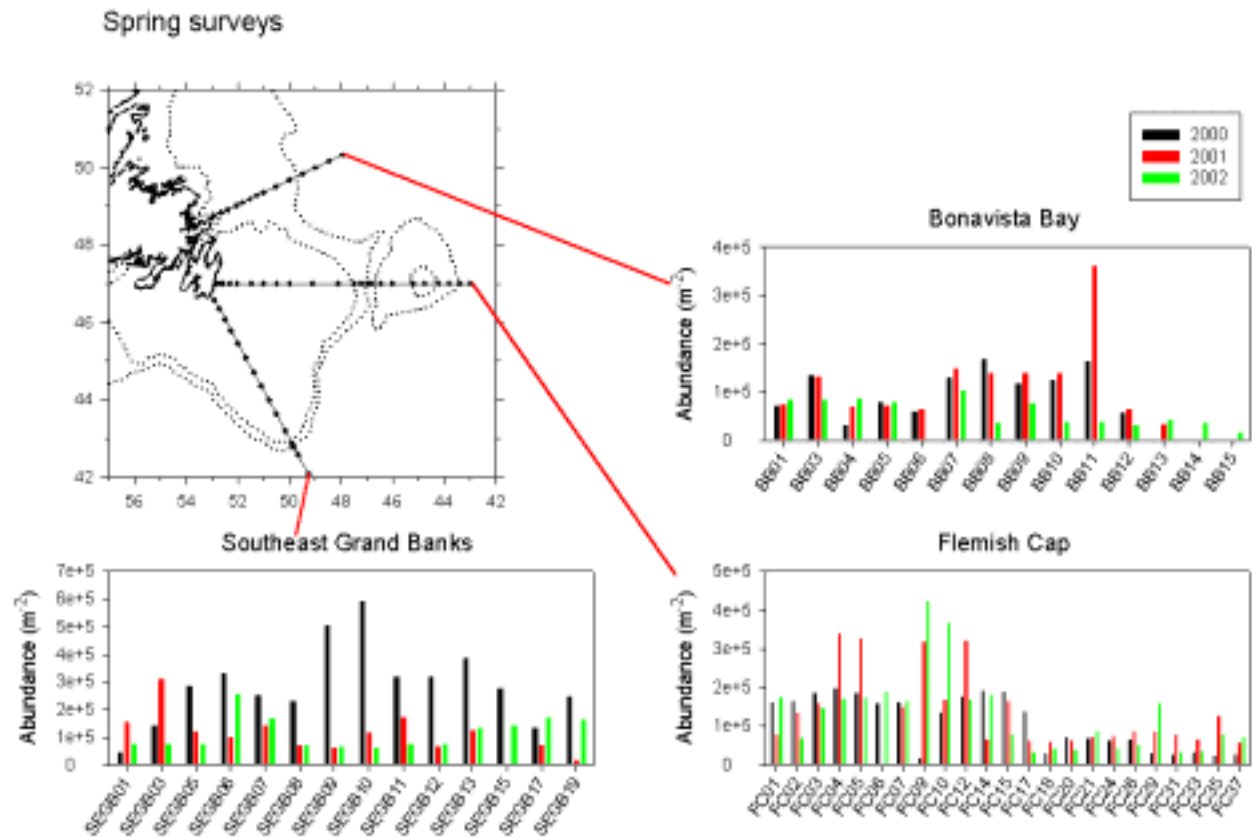 Spring surveys
52
50
48
46
44
42
56 54 52 50 48 46 44 42
2000
2001
2002
Bonavista Bay
Abundance (m⁻²)
4e+5
3e+5
2e+5
1e+5
0
BB01 BB03 BB04 BB05 BB06 BB07 BB08 BB09 BB10 BB11 BB12 BB13 BB14 BB15
Southeast Grand Banks
Abundance (m⁻²)
7e+5
6e+5
5e+5
4e+5
3e+5
2e+5
1e+5
0
SEGB01 SEGB03 SEGB05 SEGB06 SEGB07 SEGB08 SEGB09 SEGB10 SEGB11 SEGB12 SEGB13 SEGB15 SEGB17 SEGB19
Flemish Cap
Abundance (m⁻²)
5e+5
4e+5
3e+5
2e+5
1e+5
0
FC01 FC02 FC03 FC04 FC05 FC06 FC07 FC09 FC10 FC12 FC14 FC15 FC17 FC18 FC20 FC21 FC24 FC29 FC31 FC33 FC35 FC37